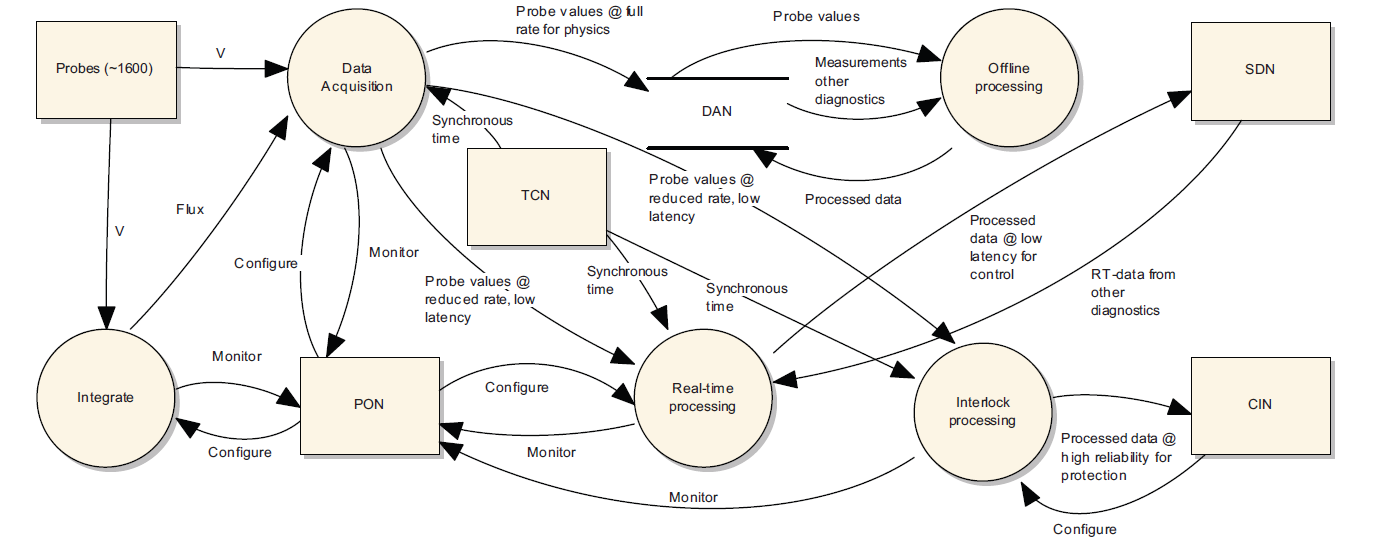 Probe values @ full
rate for physics
Probe values
V
Probes (~1600)
Data
Acquisition
Measurements
other
diagnostics
Offline
processing
SDN
DAN
Synchronous
time
TCN
Probe values @
reduced rate, low
latency
Processed data
Flux
V
Configure
Monitor
Processed
data @ low
latency for
control
Probe values @
reduced rate, low
latency
Synchronous
time
Synchronous
time
RT-data from
other
diagnostics
Monitor
Integrate
PON
Configure
Real-time
processing
Interlock
processing
CIN
Configure
Monitor
Processed data @
high reliability for
protection
Monitor
Configure